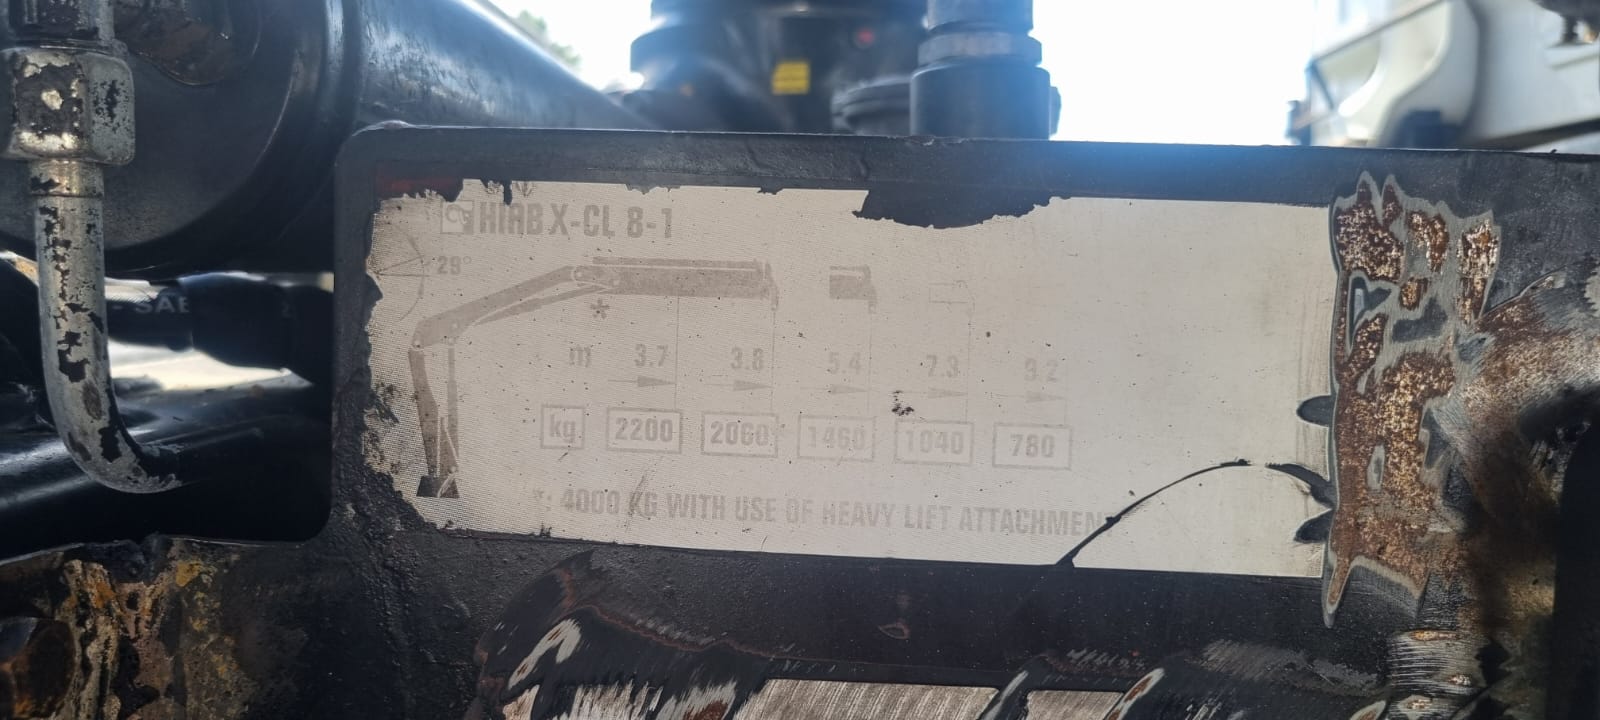 HIAB X-CL 8-1
29°
*
m 3.7 3.8 5.4 7.3 9.2
kg 2200 2060 1460 1040 780
*: 4000 KG WITH USE OF HEAVY LIFT ATTACHMENT
SAE